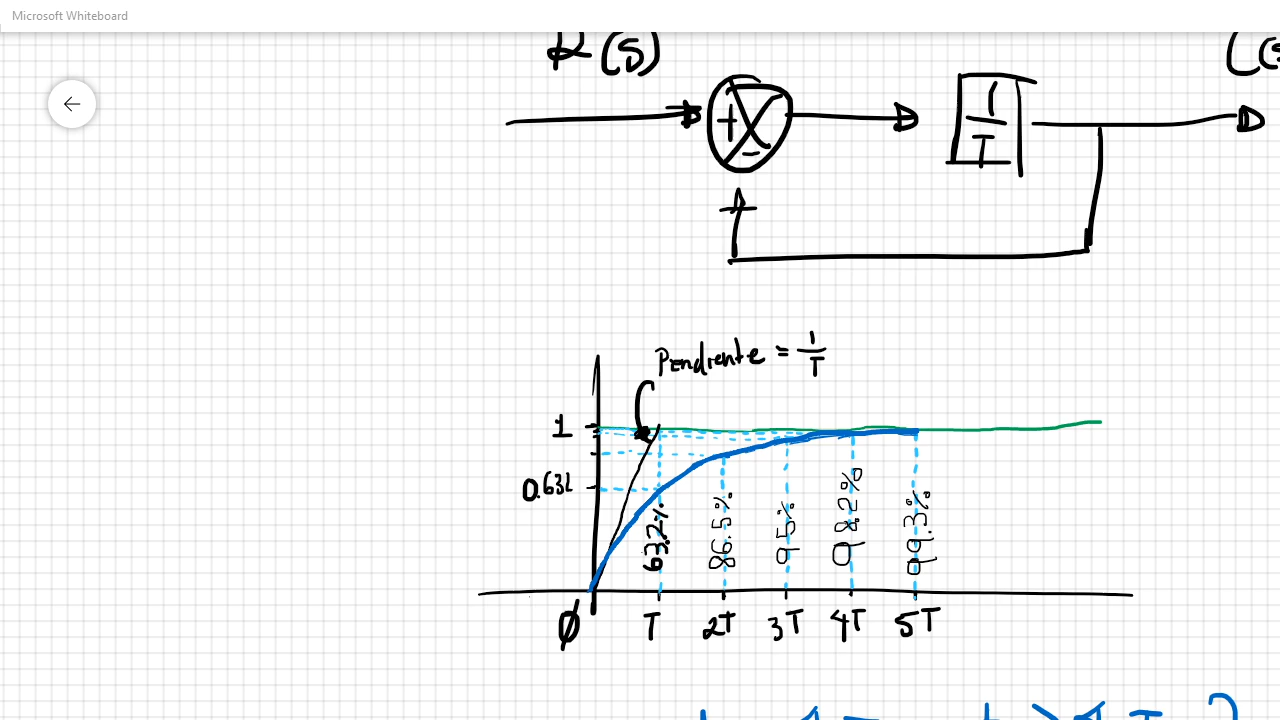 Microsoft Whiteboard
R(s)
+
-
1
T
Pendiente = 1/T
1
0.632
63.2%
86.5%
95%
98.2%
99.3%
0
T 2T 3T 4T 5T